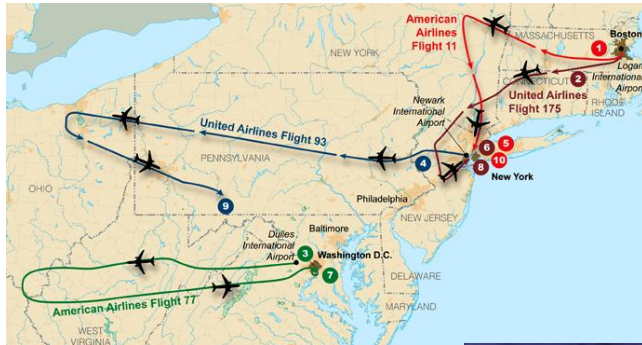 American
Airlines
Flight 11
MASSACHUSETTS
Boston
1
Logan
International
Airport
NEW YORK
CONNECTICUT
2
RHODE
ISLAND
United Airlines
Flight 175
Newark
International
Airport
United Airlines Flight 93
6
5
4
8
10
New York
PENNSYLVANIA
OHIO
9
Philadelphia
NEW JERSEY
Dulles
International
Airport
Baltimore
3
Washington D.C.
7
DELAWARE
American Airlines Flight 77
MARYLAND
WEST
VIRGINIA